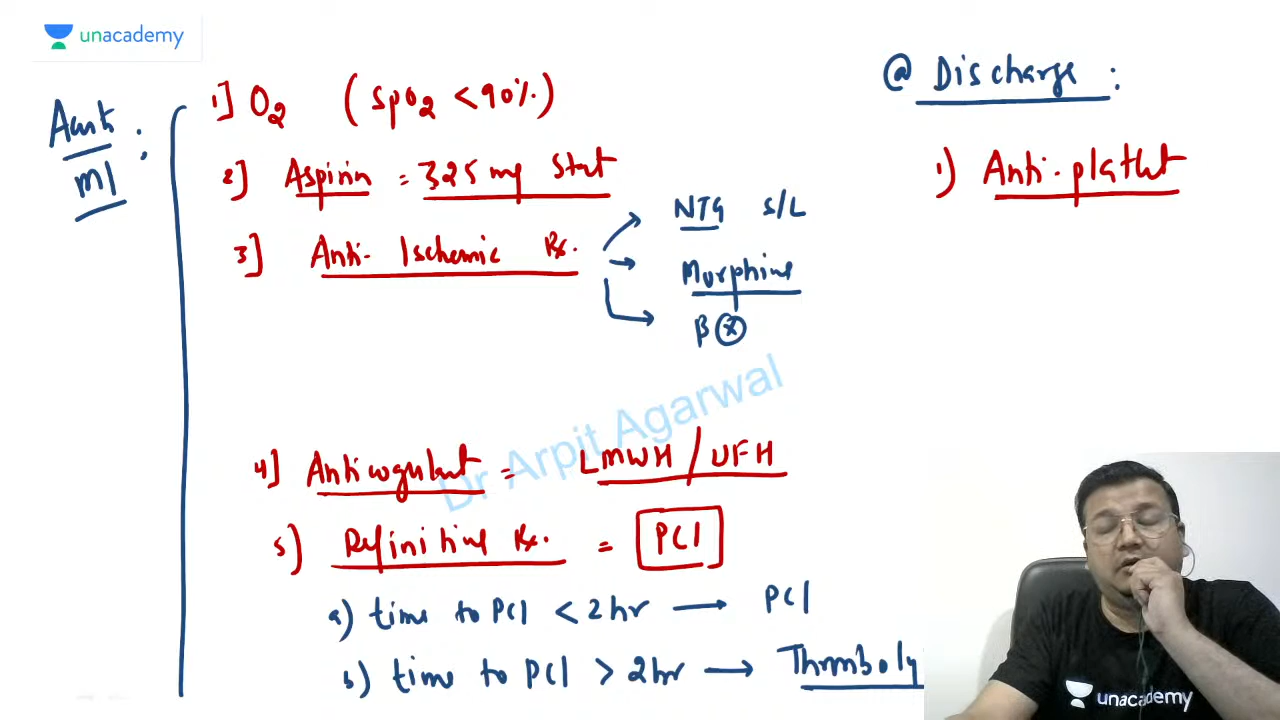 unacademy
Acute MI :
1] O2 (SpO2 < 90%)
2] Aspirin = 325 mg Stat
3] Anti-Ischemic Rx.
NTG S/L
Morphine
β ⓧ
4] Anticoagulant = LMWH / UFH
5) Definitive Rx. = PCI
a) time to PCI < 2 hr → PCI
b) time to PCI > 2 hr → Thromboly
@ Discharge :
1) Anti-platlet
Dr Arpit Agarwal
unacademy